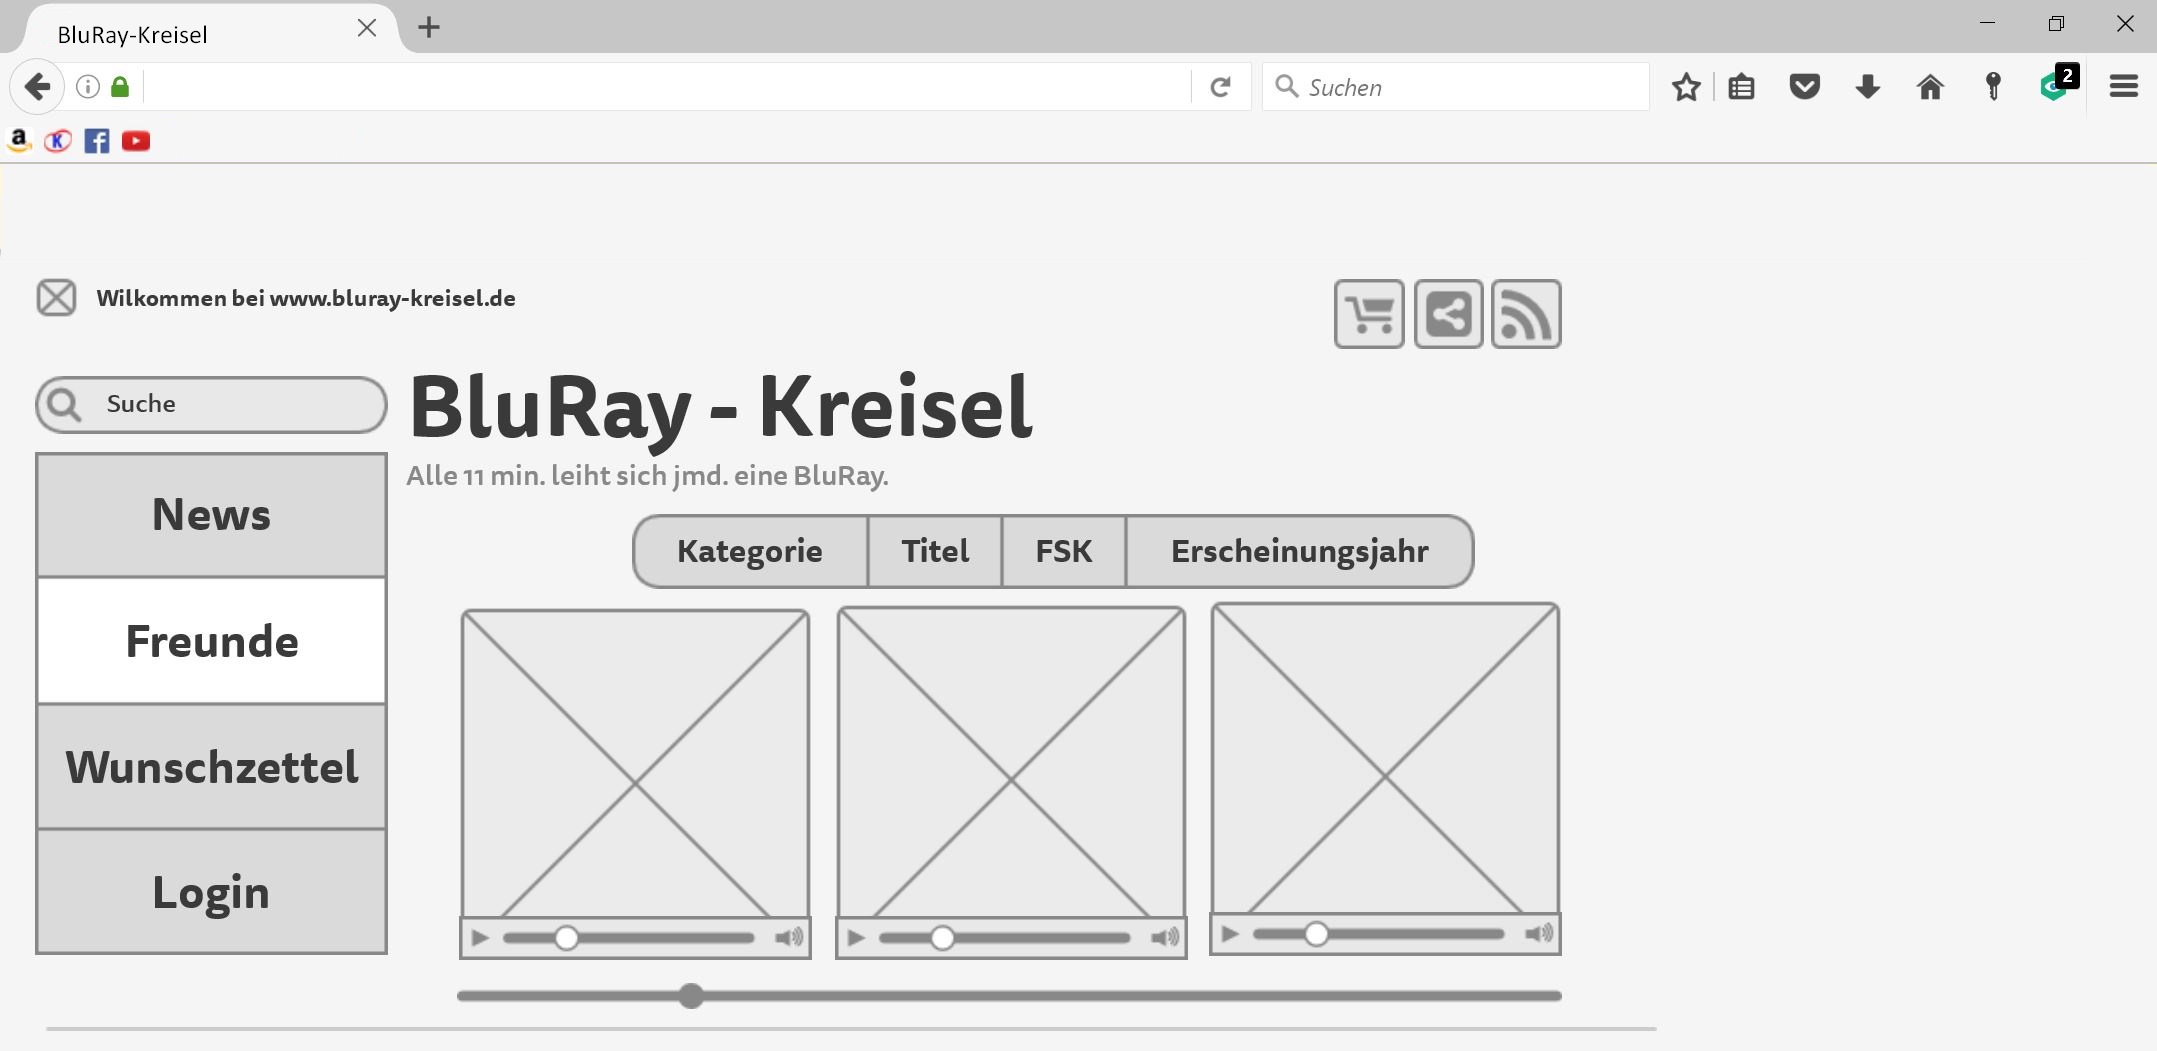 BluRay-Kreisel
Suchen
2
a
K
f
Wilkommen bei www.bluray-kreisel.de
Suche
BluRay - Kreisel
Alle 11 min. leiht sich jmd. eine BluRay.
News
Freunde
Wunschzettel
Login
Kategorie
Titel
FSK
Erscheinungsjahr